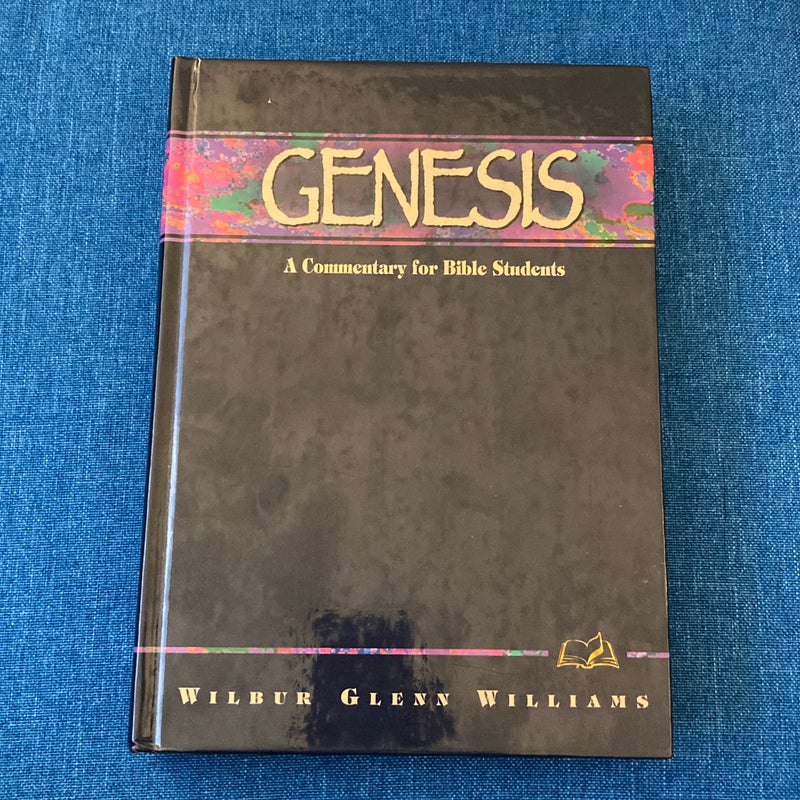 GENESIS
A Commentary for Bible Students
WILBUR GLENN WILLIAMS